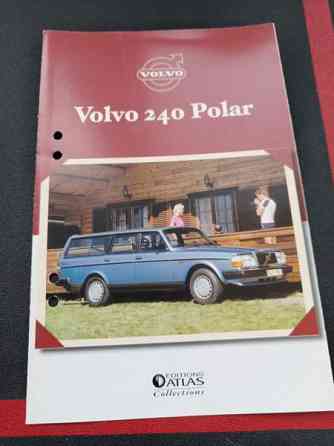 VOLVO
Volvo 240 Polar
EDITIONS
ATLAS
Collections